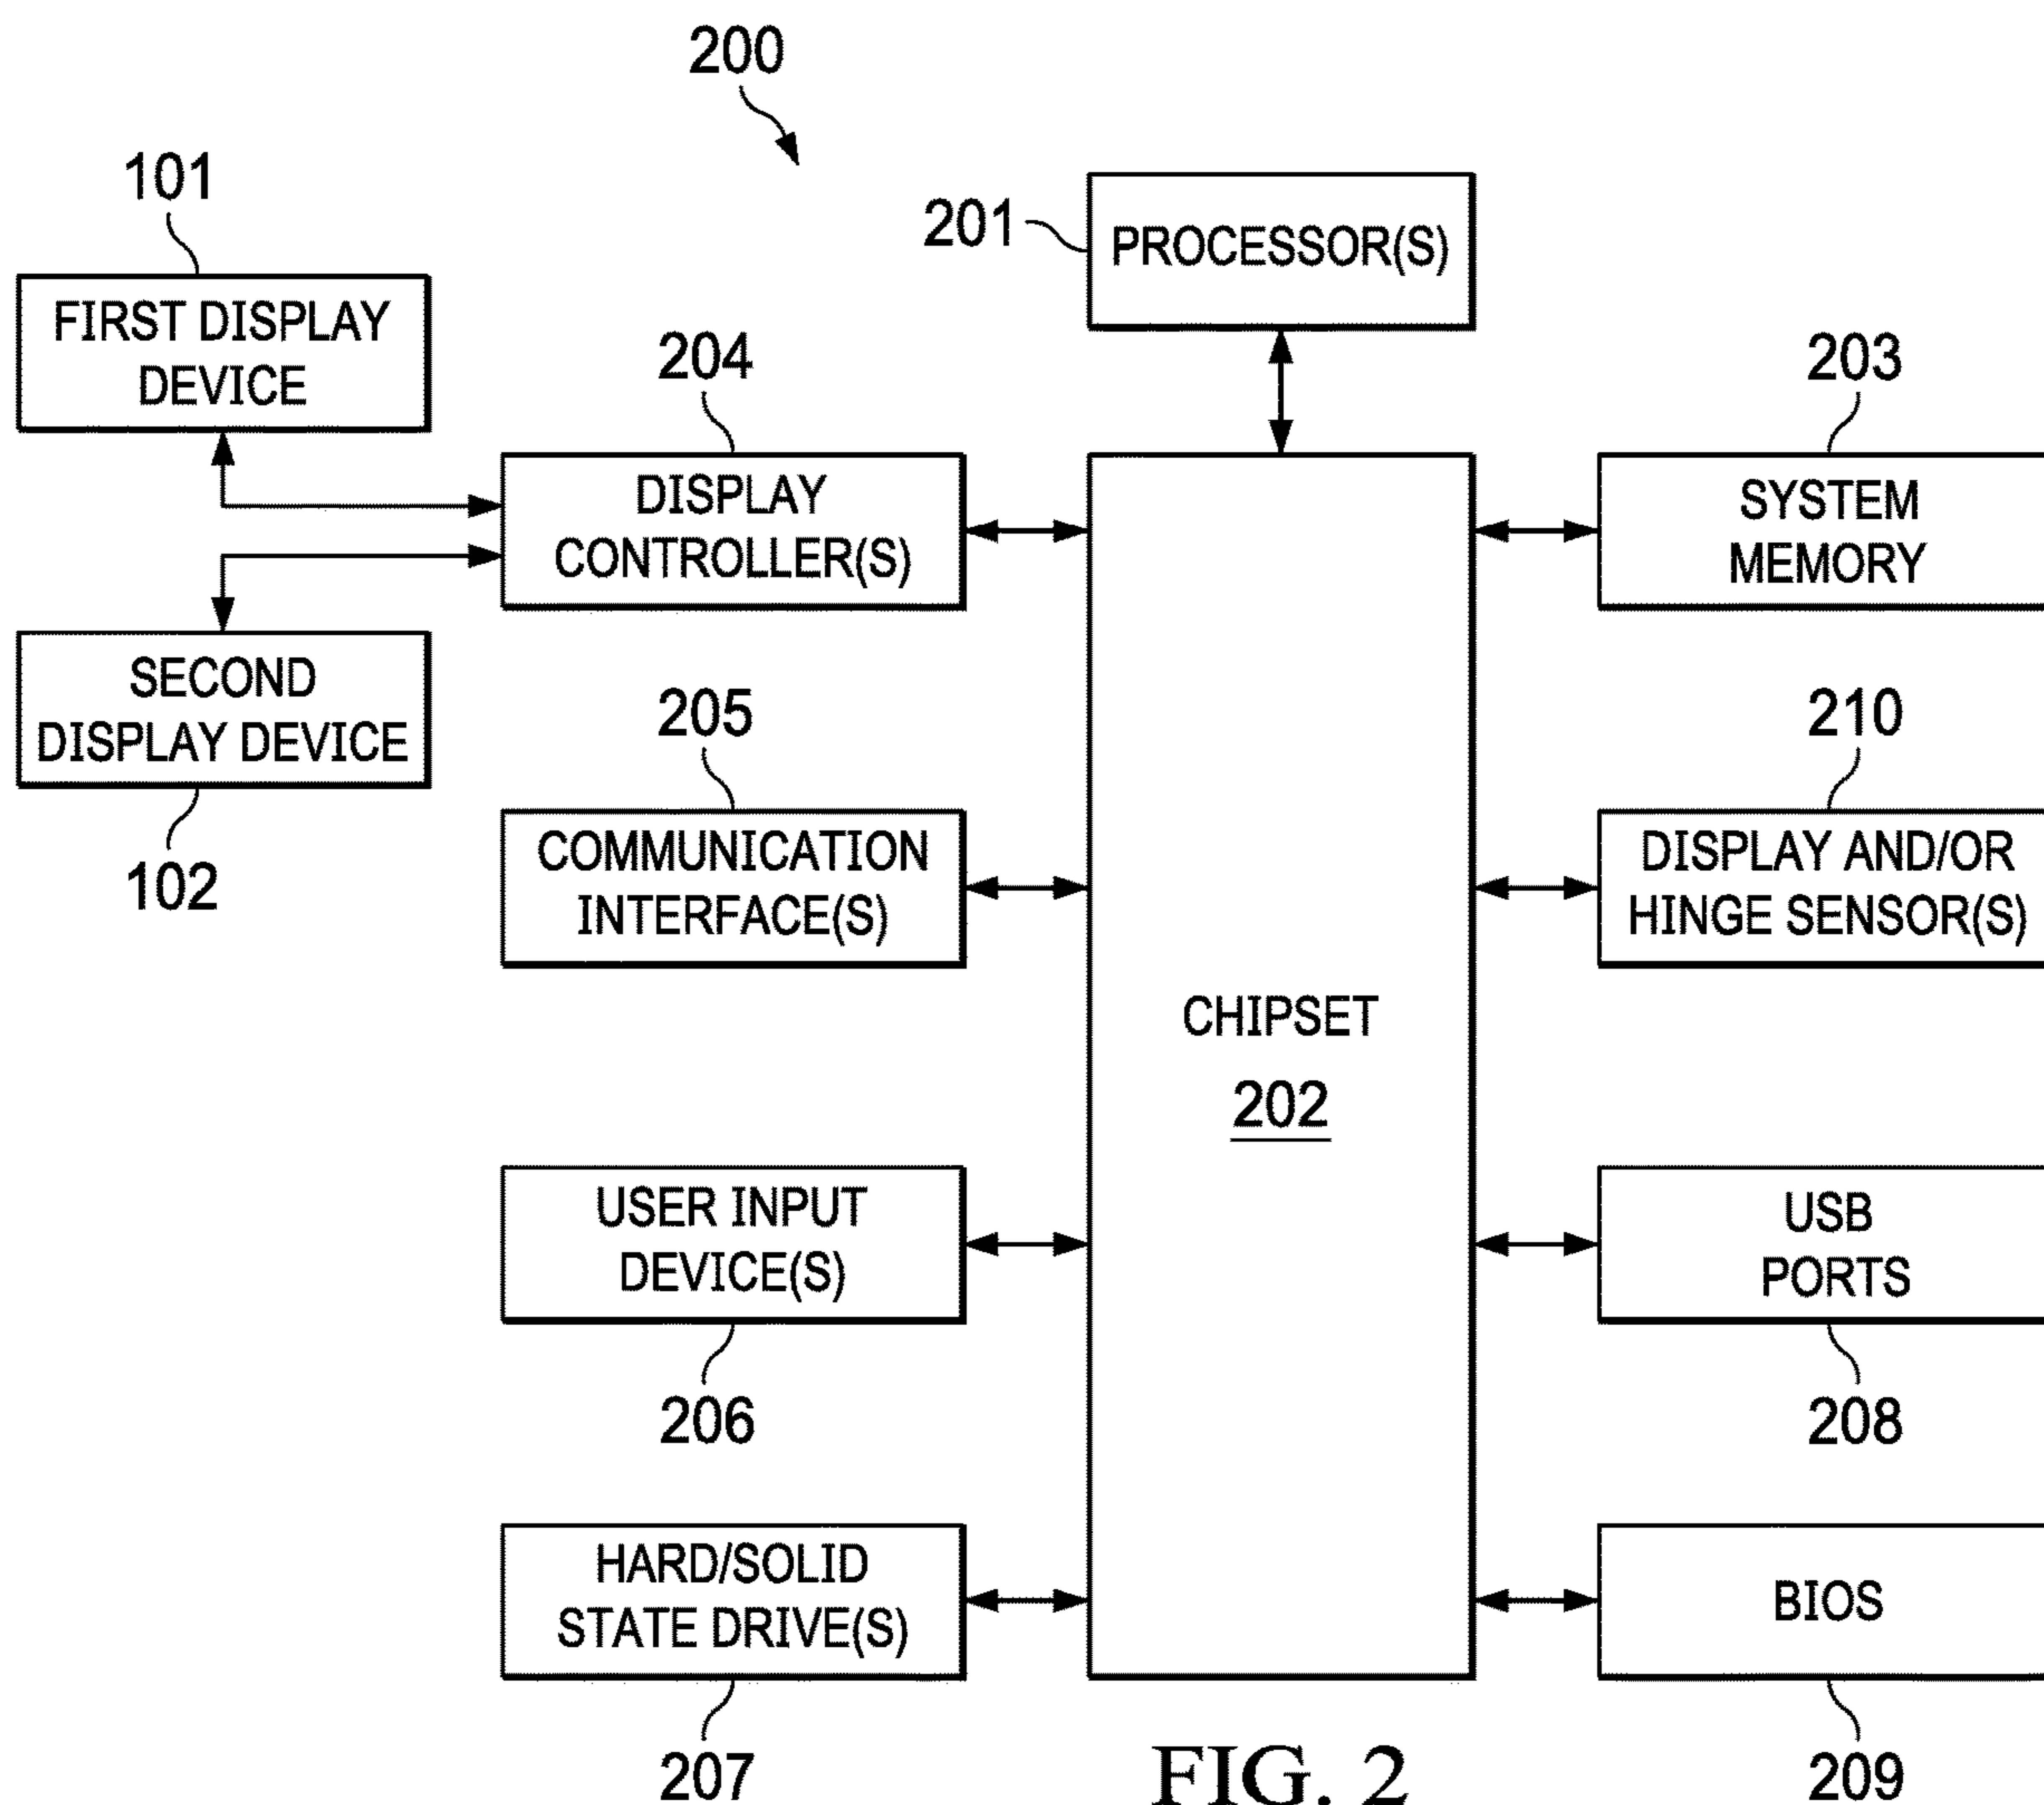 200
101
201
PROCESSOR(S)
FIRST DISPLAY
DEVICE
204
203
DISPLAY
CONTROLLER(S)
SYSTEM
MEMORY
SECOND
DISPLAY DEVICE
102
205
210
COMMUNICATION
INTERFACE(S)
DISPLAY AND/OR
HINGE SENSOR(S)
CHIPSET
202
USER INPUT
DEVICE(S)
USB
PORTS
206
208
HARD/SOLID
STATE DRIVE(S)
BIOS
207
209
FIG. 2